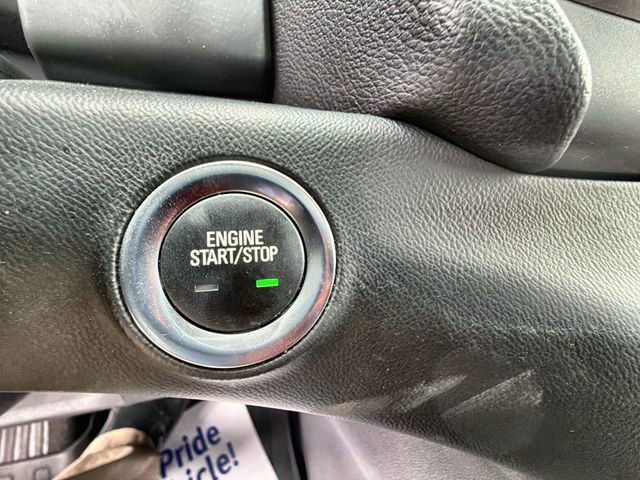 ENGINE
START/STOP
Pride
icle!